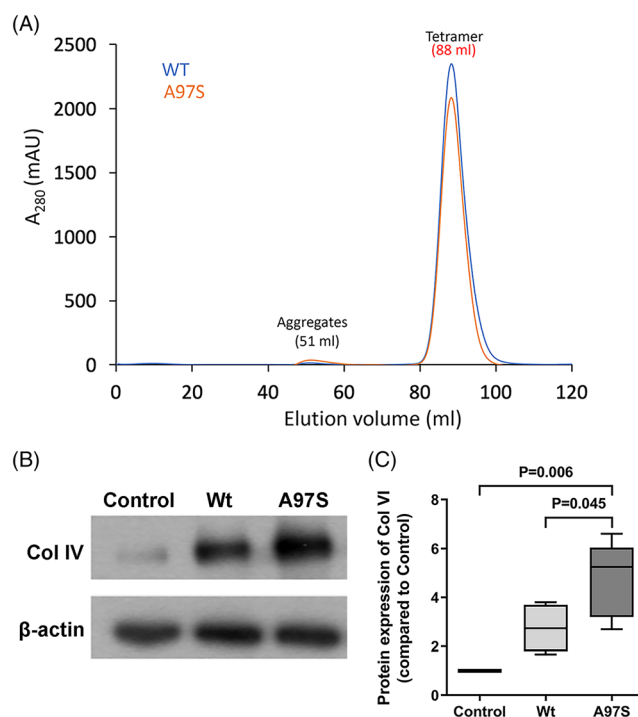 (A)
Tetramer
(88 ml)
2500
WT
A97S
2000
1500
1000
500
0
A280 (mAU)
Aggregates
(51 ml)
0 20 40 60 80 100 120
Elution volume (ml)
(B)
Control Wt A97S
Col IV
β-actin
(C)
P=0.006
P=0.045
8
6
4
2
0
Protein expression of Col VI
(compared to Control)
Control Wt A97S